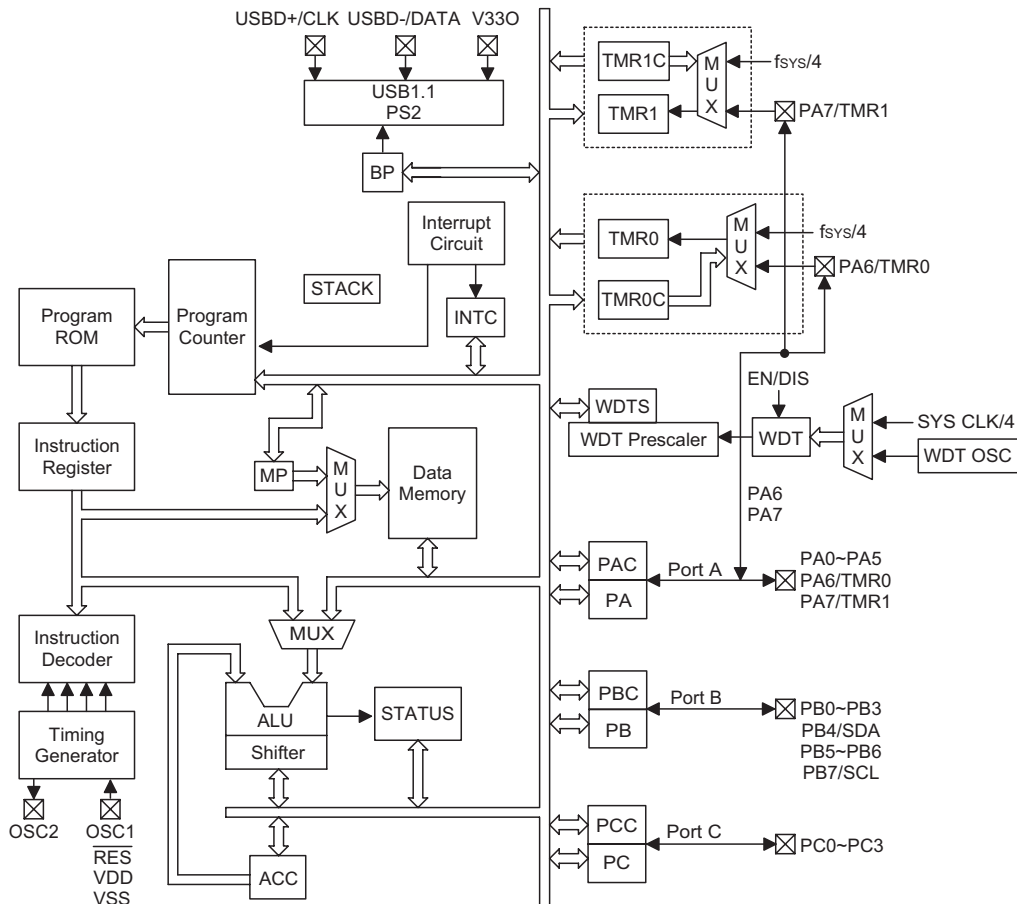 USBD+/CLK USBD-/DATA V33O
USB1.1
PS2
BP
Interrupt
Circuit
STACK
INTC
Program
ROM
Program
Counter
Instruction
Register
MP
MUX
Data
Memory
MUX
Instruction
Decoder
ALU
Shifter
STATUS
Timing
Generator
OSC2
OSC1
RES
VDD
VSS
ACC
TMR1C
TMR1
MUX
fSYS/4
PA7/TMR1
TMR0
TMR0C
MUX
fSYS/4
PA6/TMR0
EN/DIS
WDTS
WDT Prescaler
WDT
MUX
SYS CLK/4
WDT OSC
PA6
PA7
PAC
PA
Port A
PA0~PA5
PA6/TMR0
PA7/TMR1
PBC
PB
Port B
PB0~PB3
PB4/SDA
PB5~PB6
PB7/SCL
PCC
PC
Port C
PC0~PC3